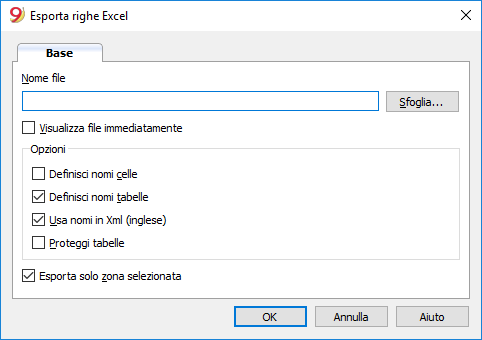 9 Esporta righe Excel
Base
Nome file
Sfoglia...
Visualizza file immediatamente
Opzioni
Definisci nomi celle
Definisci nomi tabelle
Usa nomi in Xml (inglese)
Proteggi tabelle
Esporta solo zona selezionata
OK Annulla Aiuto